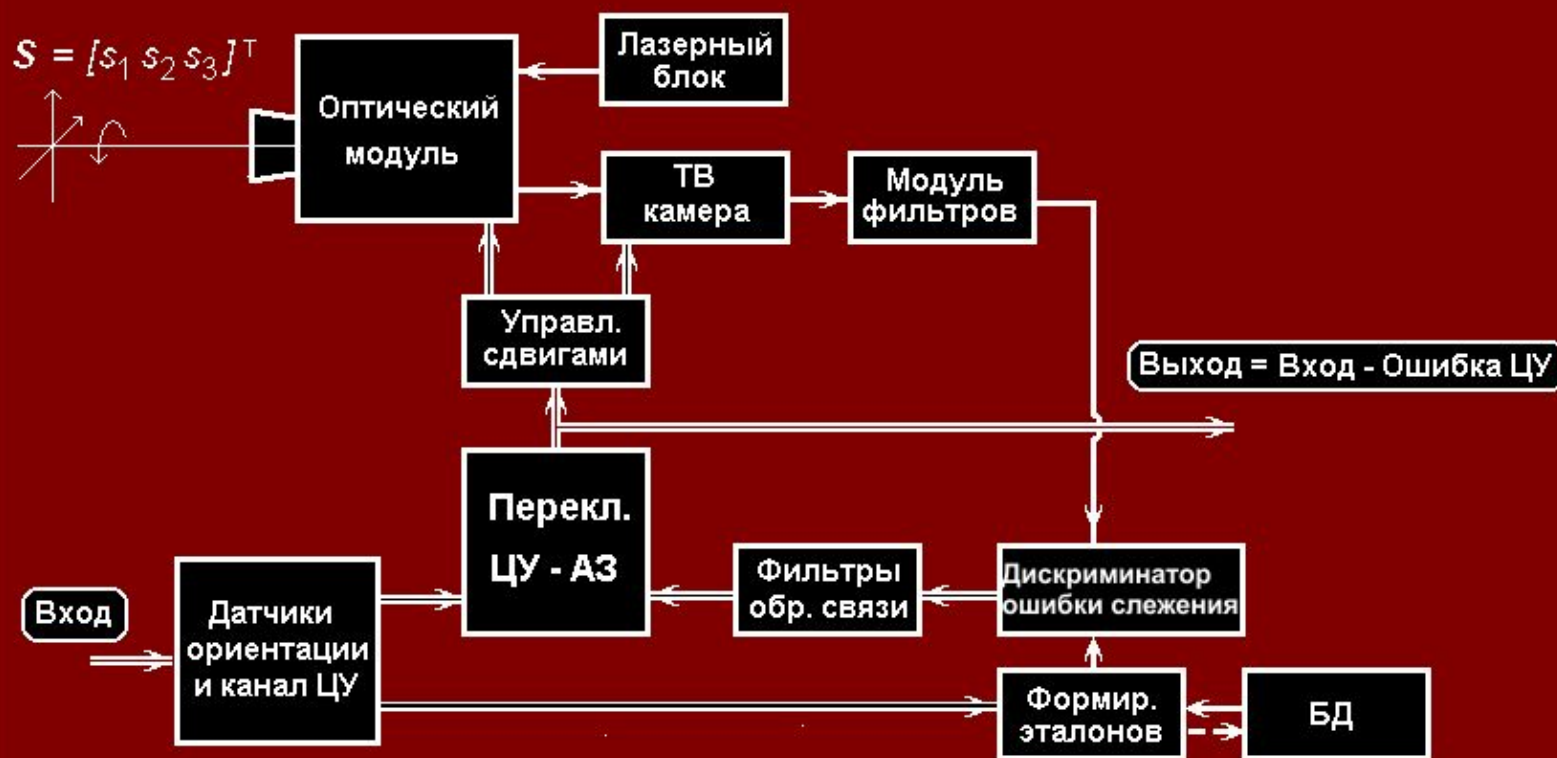 S = [s₁ s₂ s₃]ᵀ
Оптический
модуль
Лазерный
блок
ТВ
камера
Модуль
фильтров
Управл.
сдвигами
Выход = Вход - Ошибка ЦУ
Перекл.
ЦУ - АЗ
Фильтры
обр. связи
Дискриминатор
ошибки слежения
Вход
Датчики
ориентации
и канал ЦУ
Формир.
эталонов
БД